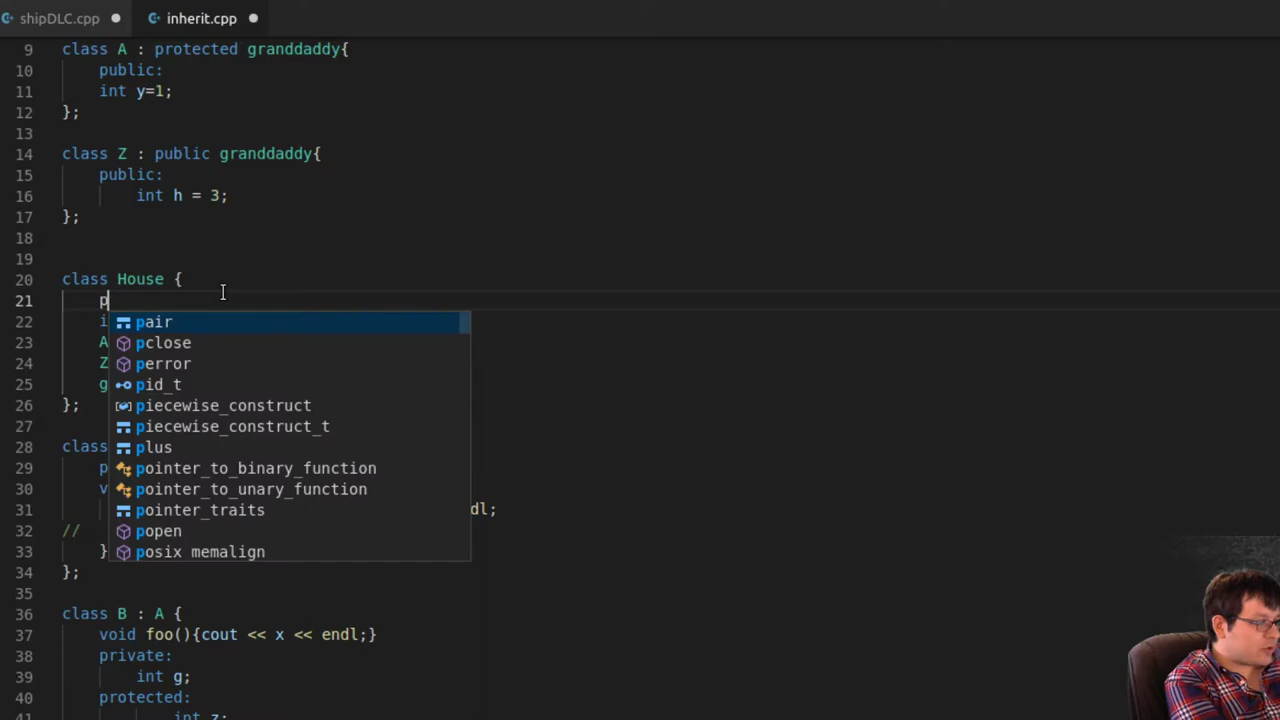 shipDLC.cpp inherit.cpp
9 class A : protected granddaddy{
10 public:
11 int y=1;
12 };
13
14 class Z : public granddaddy{
15 public:
16 int h = 3;
17 };
18
19
20 class House {
21 p
22 i pair
23 A pclose
Z perror
24
25 g pid_t
26 }; piecewise_construct
27 piecewise_construct_t
28 class plus
29 p pointer_to_binary_function
30 v pointer_to_unary_function
31 pointer_traits dl;
32 // popen
33 } posix_memalign
34 };
35
36 class B : A {
37 void foo(){cout << x << endl;}
38 private:
39 int g;
40 protected:
41 int z;